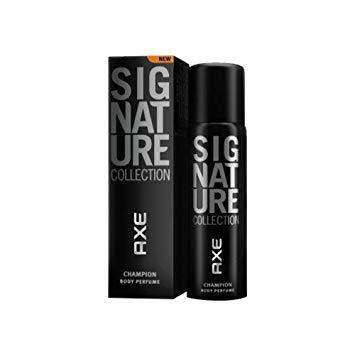 NEW
SIG
NAT
URE
COLLECTION
AXE
CHAMPION
BODY PERFUME
SIG
NAT
URE
COLLECTION
AXE
CHAMPION
BODY PERFUME